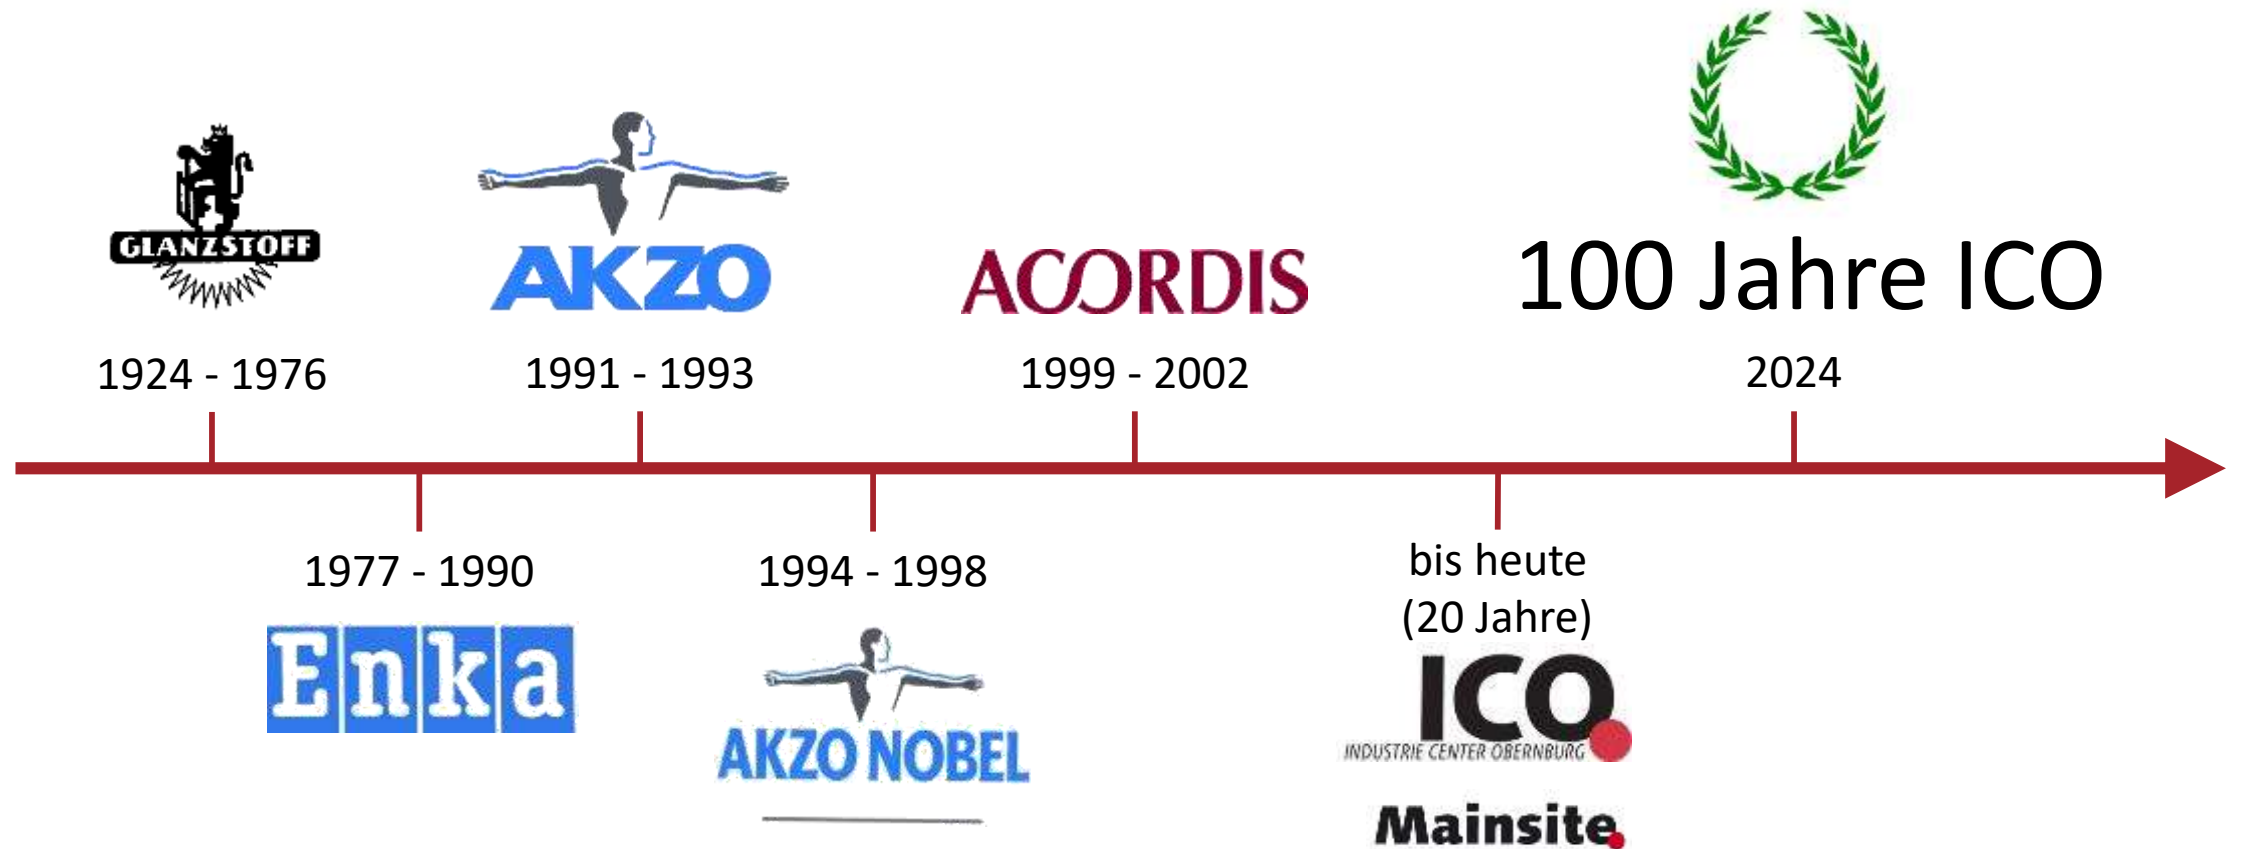 GLANZSTOFF
1924 - 1976
AKZO
1991 - 1993
ACORDIS
1999 - 2002
100 Jahre ICO
2024
1977 - 1990
Enka
1994 - 1998
AKZO NOBEL
bis heute
(20 Jahre)
ICO
INDUSTRIE CENTER OBERNBURG
Mainsite